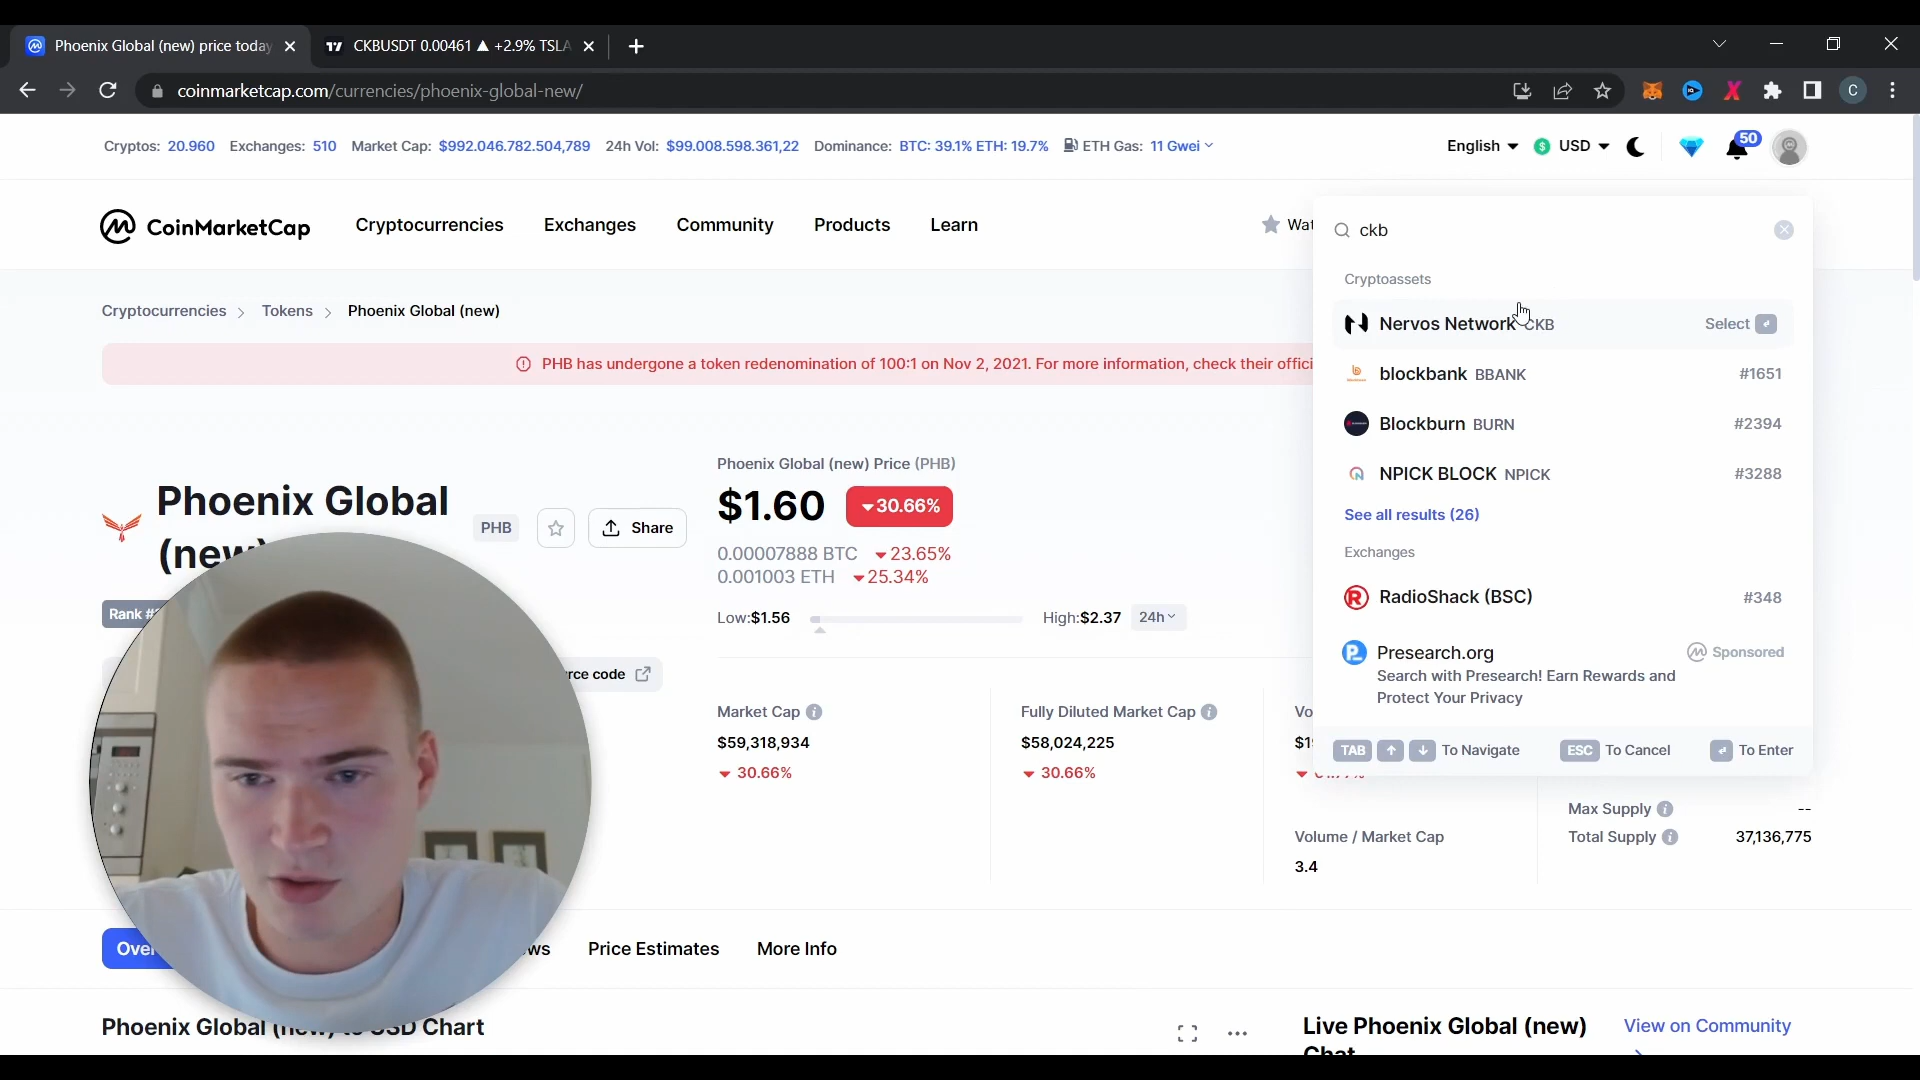 Phoenix Global (new) price today
CKBUSDT 0.00461 ▲ +2.9% TSLA
coinmarketcap.com/currencies/phoenix-global-new/
C
Cryptos: 20.960 Exchanges: 510 Market Cap: $992.046.782.504,789 24h Vol: $99.008.598.361,22 Dominance: BTC: 39.1% ETH: 19.7% ETH Gas: 11 Gwei
English USD 50
CoinMarketCap Cryptocurrencies Exchanges Community Products Learn
ckb
Cryptoassets
Nervos Network CKB Select
blockbank BBANK #1651
Blockburn BURN #2394
NPICK BLOCK NPICK #3288
See all results (26)
Exchanges
RadioShack (BSC) #348
Presearch.org Sponsored
Search with Presearch! Earn Rewards and
Protect Your Privacy
TAB ↑ ↓ To Navigate ESC To Cancel To Enter
Cryptocurrencies > Tokens > Phoenix Global (new)
PHB has undergone a token redenomination of 100:1 on Nov 2, 2021. For more information, check their
Phoenix Global
PHB
Share
Rank
Phoenix Global (new) Price (PHB)
$1.60 30.66%
0.00007888 BTC 23.65%
0.001003 ETH 25.34%
Low:$1.56 High:$2.37 24h
Market Cap
$59,318,934
30.66%
Fully Diluted Market Cap
$58,024,225
30.66%
Volume / Market Cap
3.4
Max Supply --
Total Supply 37,136,775
Price Estimates More Info
Phoenix Global (new) to USD Chart
Live Phoenix Global (new)
Chat
View on Community